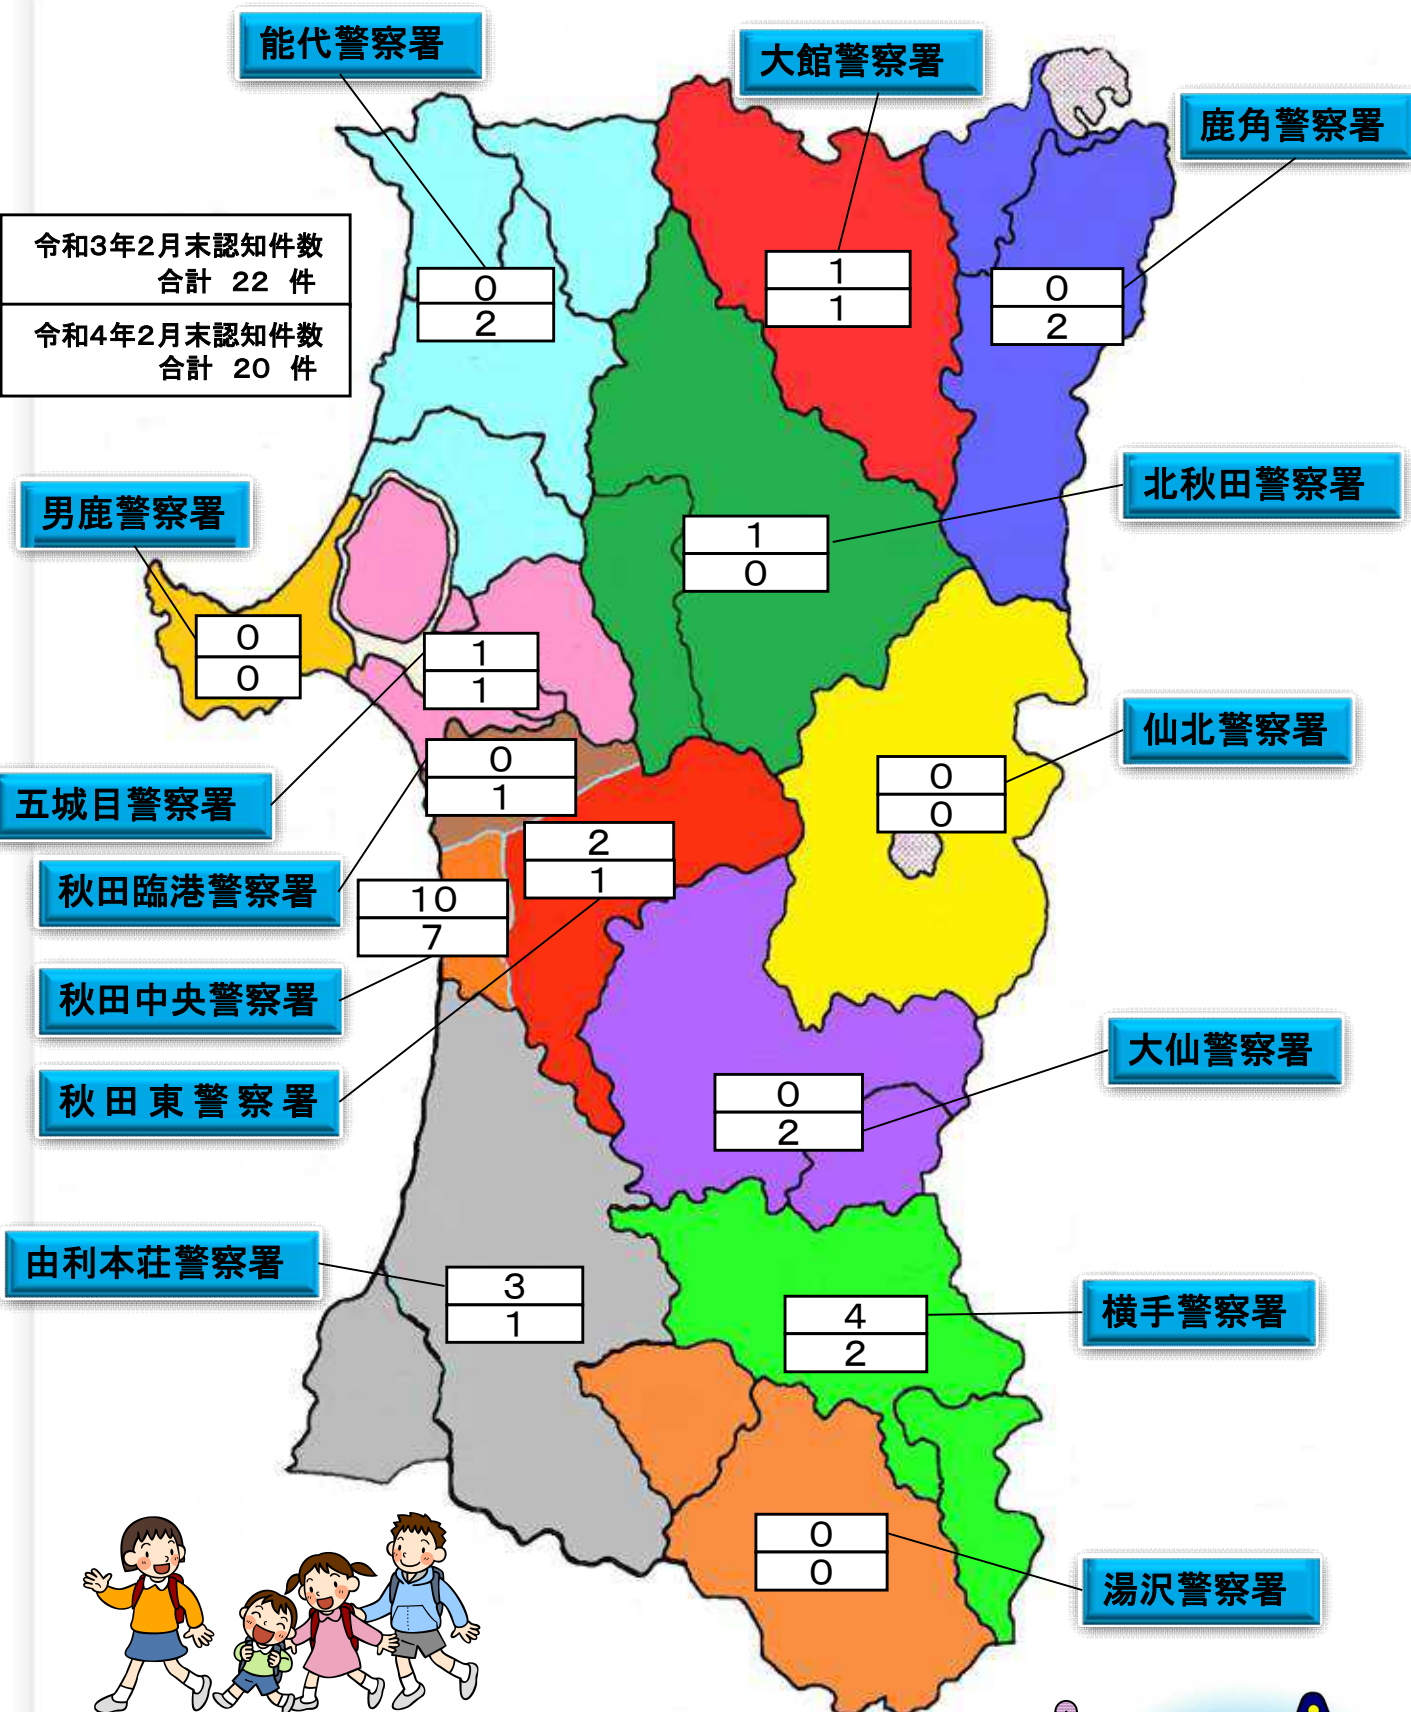 能代警察署
大館警察署
鹿角警察署
令和3年2月末認知件数
合計 22 件
令和4年2月末認知件数
合計 20 件
0
2
1
1
0
2
北秋田警察署
1
0
男鹿警察署
0
0
1
1
五城目警察署
仙北警察署
0
0
0
1
秋田臨港警察署
2
1
10
7
秋田中央警察署
秋田東警察署
大仙警察署
0
2
由利本荘警察署
3
1
横手警察署
4
2
0
0
湯沢警察署